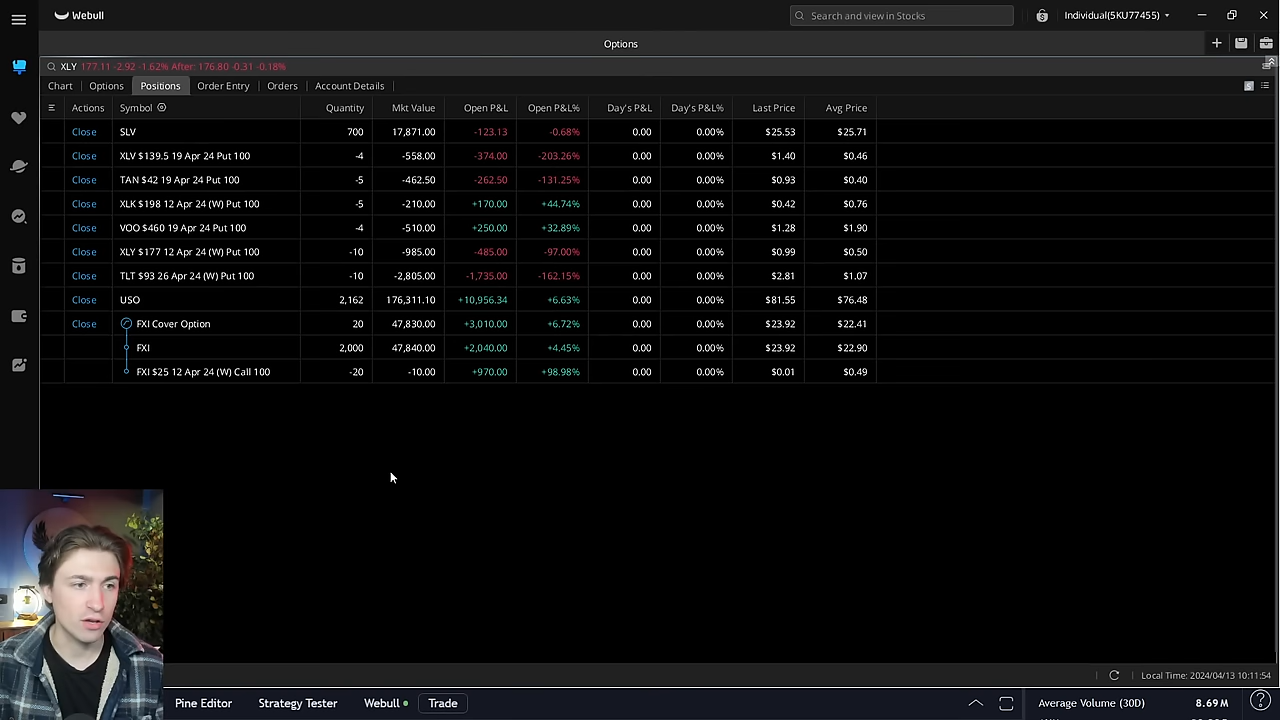 Webull
Search and view in Stocks
Individual(5KU77455)
Options
XLY 177.11 -2.92 -1.62% After: 176.80 -0.31 -0.18%
Chart Options Positions Order Entry Orders Account Details
Actions Symbol Quantity Mkt Value Open P&L Open P&L% Day's P&L Day's P&L% Last Price Avg Price
Close SLV 700 17,871.00 -123.13 -0.68% 0.00 0.00% $25.53 $25.71
Close XLV $139.5 19 Apr 24 Put 100 -4 -558.00 -374.00 -203.26% 0.00 0.00% $1.40 $0.46
Close TAN $42 19 Apr 24 Put 100 -5 -462.50 -262.50 -131.25% 0.00 0.00% $0.93 $0.40
Close XLK $198 12 Apr 24 (W) Put 100 -5 -210.00 +170.00 +44.74% 0.00 0.00% $0.42 $0.76
Close VOO $460 19 Apr 24 Put 100 -4 -510.00 +250.00 +32.89% 0.00 0.00% $1.28 $1.90
Close XLY $177 12 Apr 24 (W) Put 100 -10 -985.00 -485.00 -97.00% 0.00 0.00% $0.99 $0.50
Close TLT $93 26 Apr 24 (W) Put 100 -10 -2,805.00 -1,735.00 -162.15% 0.00 0.00% $2.81 $1.07
Close USO 2,162 176,311.10 +10,956.34 +6.63% 0.00 0.00% $81.55 $76.48
Close FXI Cover Option 20 47,830.00 +3,010.00 +6.72% 0.00 0.00% $23.92 $22.41
FXI 2,000 47,840.00 +2,040.00 +4.45% 0.00 0.00% $23.92 $22.90
FXI $25 12 Apr 24 (W) Call 100 -20 -10.00 +970.00 +98.98% 0.00 0.00% $0.01 $0.49
Local Time: 2024/04/13 10:11:54
Pine Editor Strategy Tester Webull Trade Average Volume (30D) 8.69 M